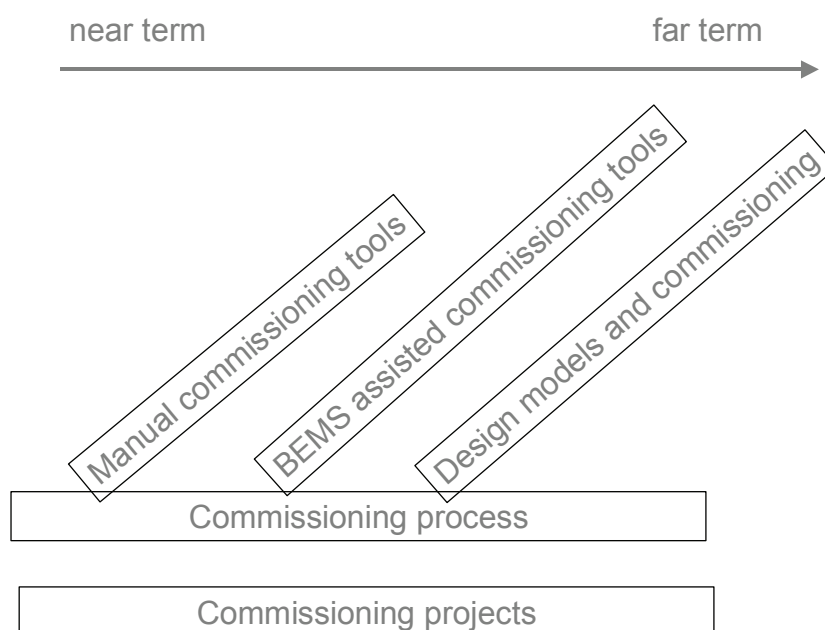 near term
far term
Manual commissioning tools
BEMS assisted commissioning tools
Design models and commissioning
Commissioning process
Commissioning projects